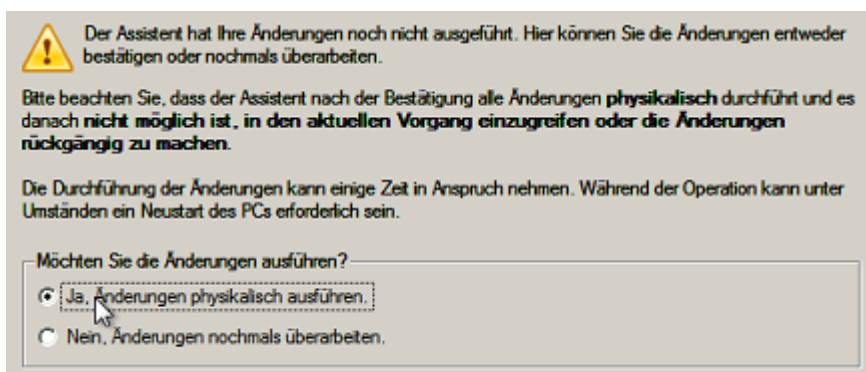 Der Assistent hat Ihre Änderungen noch nicht ausgeführt. Hier können Sie die Änderungen entweder
bestätigen oder nochmals überarbeiten.
Bitte beachten Sie, dass der Assistent nach der Bestätigung alle Änderungen physikalisch durchführt und es
danach nicht möglich ist, in den aktuellen Vorgang einzugreifen oder die Änderungen
rückgängig zu machen.
Die Durchführung der Änderungen kann einige Zeit in Anspruch nehmen. Während der Operation kann unter
Umständen ein Neustart des PCs erforderlich sein.
Möchten Sie die Änderungen ausführen?
Ja, Änderungen physikalisch ausführen.
Nein, Änderungen nochmals überarbeiten.